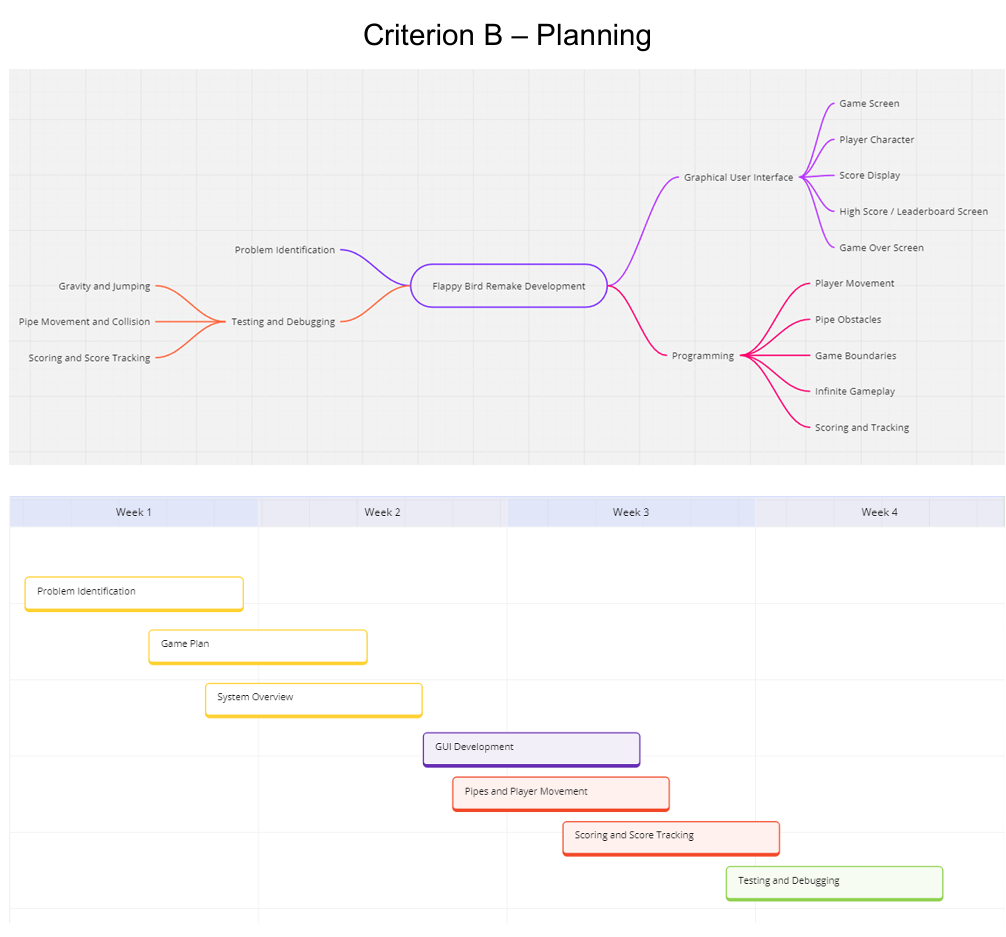 Criterion B – Planning
Game Screen
Player Character
Graphical User Interface
Score Display
High Score / Leaderboard Screen
Game Over Screen
Problem Identification
Flappy Bird Remake Development
Gravity and Jumping
Pipe Movement and Collision
Testing and Debugging
Scoring and Score Tracking
Player Movement
Pipe Obstacles
Programming
Game Boundaries
Infinite Gameplay
Scoring and Tracking
Week 1
Week 2
Week 3
Week 4
Problem Identification
Game Plan
System Overview
GUI Development
Pipes and Player Movement
Scoring and Score Tracking
Testing and Debugging